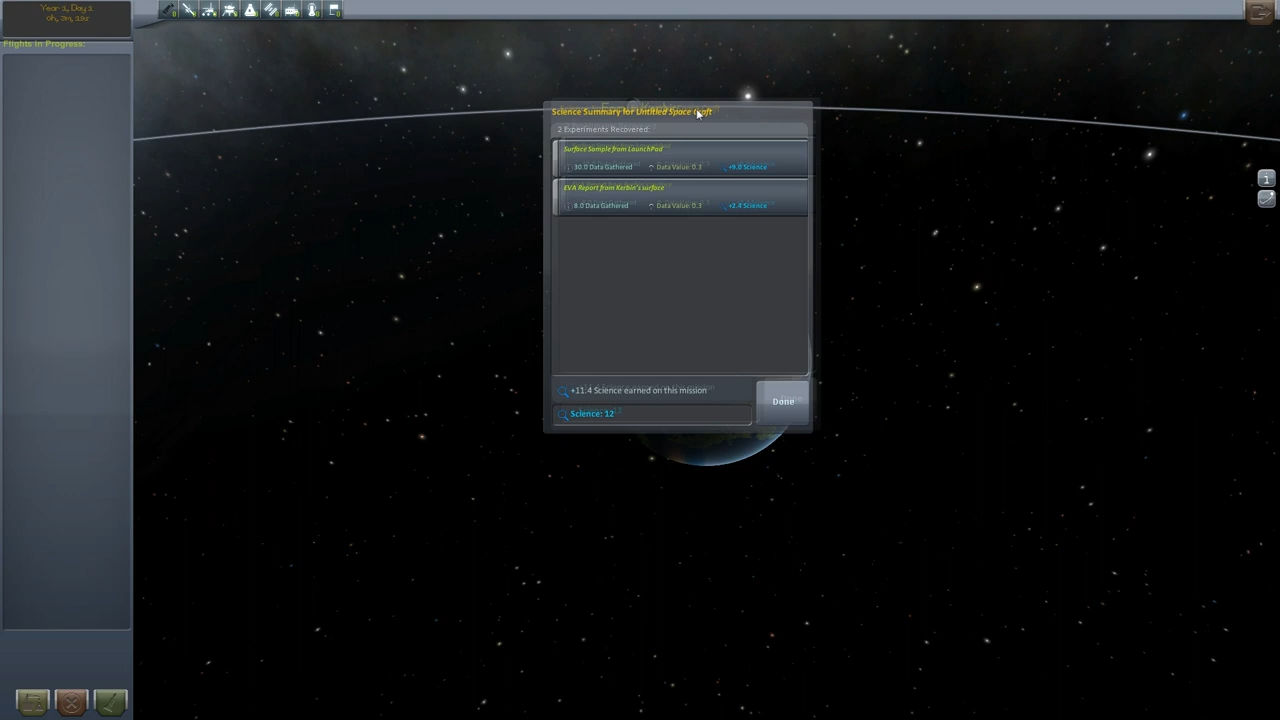 Year 1, Day 1
Flights In Progress:
Science Summary for Untitled Space Craft
2 Experiments Recovered:
Surface Sample from LaunchPad
30.0 Data Gathered
Data Value: 0.3
+9.0 Science
EVA Report from Kerbin's surface
8.0 Data Gathered
Data Value: 0.3
+2.4 Science
+11.4 Science earned on this mission
Done
Science: 12